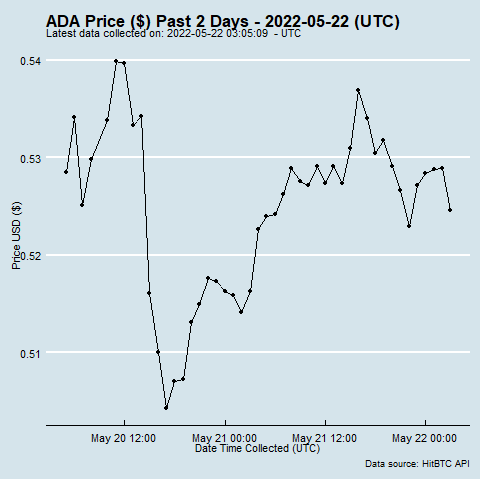 ADA Price ($) Past 2 Days - 2022-05-22 (UTC)
Latest data collected on: 2022-05-22 03:05:09 - UTC
0.54
0.53
0.52
0.51
Price USD ($)
May 20 12:00
May 21 00:00
May 21 12:00
May 22 00:00
Date Time Collected (UTC)
Data source: HitBTC API